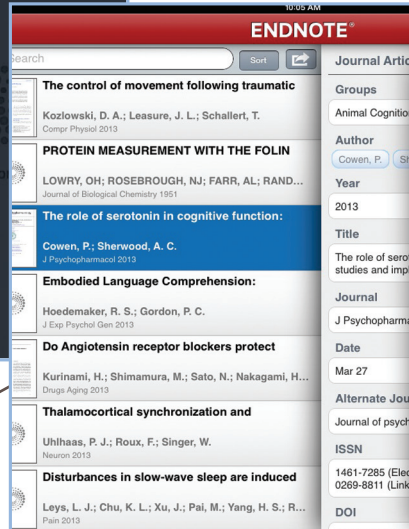 10:05 AM
ENDNOTE®
Search
Sort
The control of movement following traumatic
Kozlowski, D. A.; Leasure, J. L.; Schallert, T.
Compr Physiol 2013
PROTEIN MEASUREMENT WITH THE FOLIN
LOWRY, OH; ROSEBROUGH, NJ; FARR, AL; RAND...
Journal of Biological Chemistry 1951
The role of serotonin in cognitive function:
Cowen, P.; Sherwood, A. C.
J Psychopharmacol 2013
Embodied Language Comprehension:
Hoedemaker, R. S.; Gordon, P. C.
J Exp Psychol Gen 2013
Do Angiotensin receptor blockers protect
Kurinami, H.; Shimamura, M.; Sato, N.; Nakagami, H...
Drugs Aging 2013
Thalamocortical synchronization and
Uhlhaas, P. J.; Roux, F.; Singer, W.
Neuron 2013
Disturbances in slow-wave sleep are induced
Leys, L. J.; Chu, K. L.; Xu, J.; Pai, M.; Yang, H. S.; R...
Pain 2013
Journal Artic
Groups
Animal Cognitio
Author
Cowen, P. Sh
Year
2013
Title
The role of sero
studies and impl
Journal
J Psychopharma
Date
Mar 27
Alternate Jou
Journal of psych
ISSN
1461-7285 (Elec
0269-8811 (Link
DOI